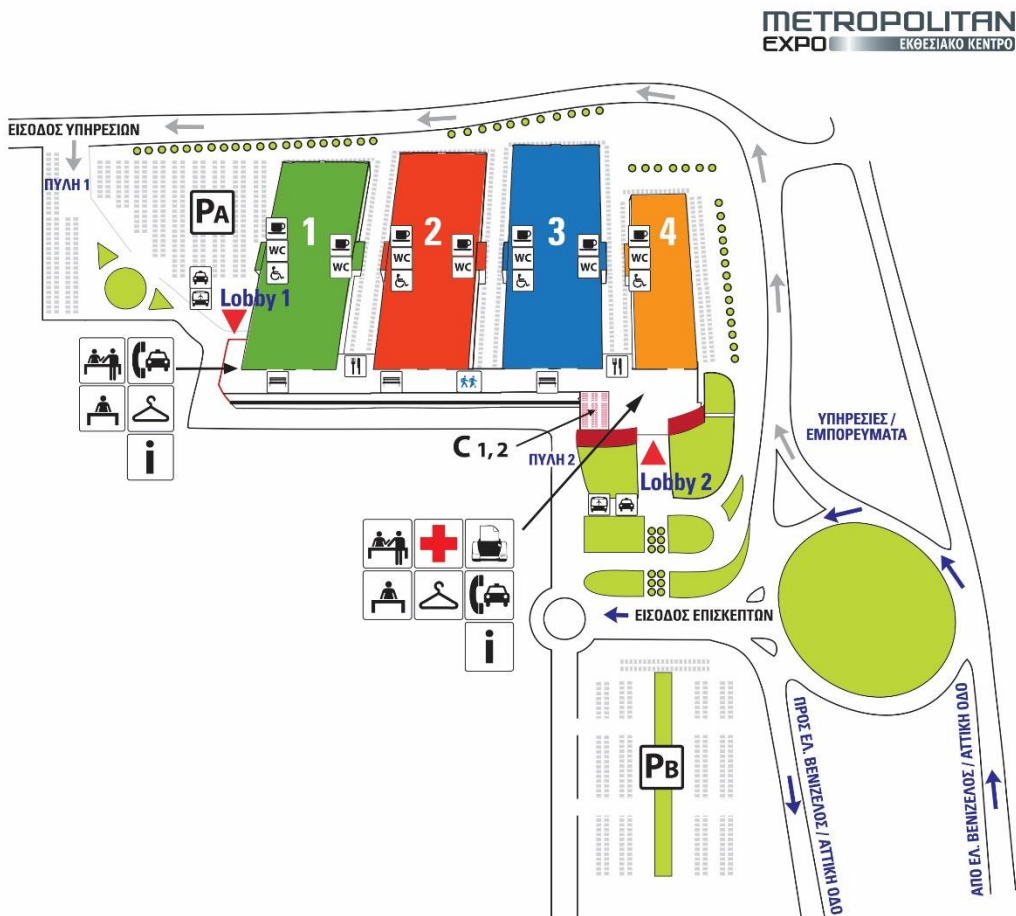 METROPOLITAN
EXPO ΕΚΘΕΣΙΑΚΟ ΚΕΝΤΡΟ
ΕΙΣΟΔΟΣ ΥΠΗΡΕΣΙΩΝ
ΠΥΛΗ 1
PA
1
2
3
4
WC
WC
WC
WC
WC
WC
WC
Lobby 1
i
C 1,2
ΠΥΛΗ 2
Lobby 2
ΥΠΗΡΕΣΙΕΣ /
ΕΜΠΟΡΕΥΜΑΤΑ
i
ΕΙΣΟΔΟΣ ΕΠΙΣΚΕΠΤΩΝ
PB
ΠΡΟΣ ΕΛ. ΒΕΝΙΖΕΛΟΣ / ΑΤΤΙΚΗ ΟΔΟ
ΑΠΟ ΕΛ. ΒΕΝΙΖΕΛΟΣ / ΑΤΤΙΚΗ ΟΔΟ